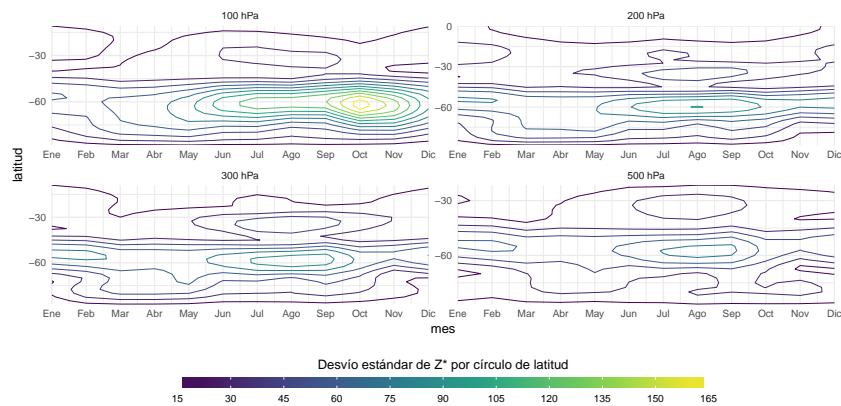 100 hPa
200 hPa
0
−30
−30
−60
−60
−90
Ene Feb Mar Abr May Jun Jul Ago Sep Oct Nov Dic
Ene Feb Mar Abr May Jun Jul Ago Sep Oct Nov Dic
latitud
300 hPa
500 hPa
−30
−30
−60
−60
Ene Feb Mar Abr May Jun Jul Ago Sep Oct Nov Dic
Ene Feb Mar Abr May Jun Jul Ago Sep Oct Nov Dic
mes
Desvío estándar de Z* por círculo de latitud
15 30 45 60 75 90 105 120 135 150 165